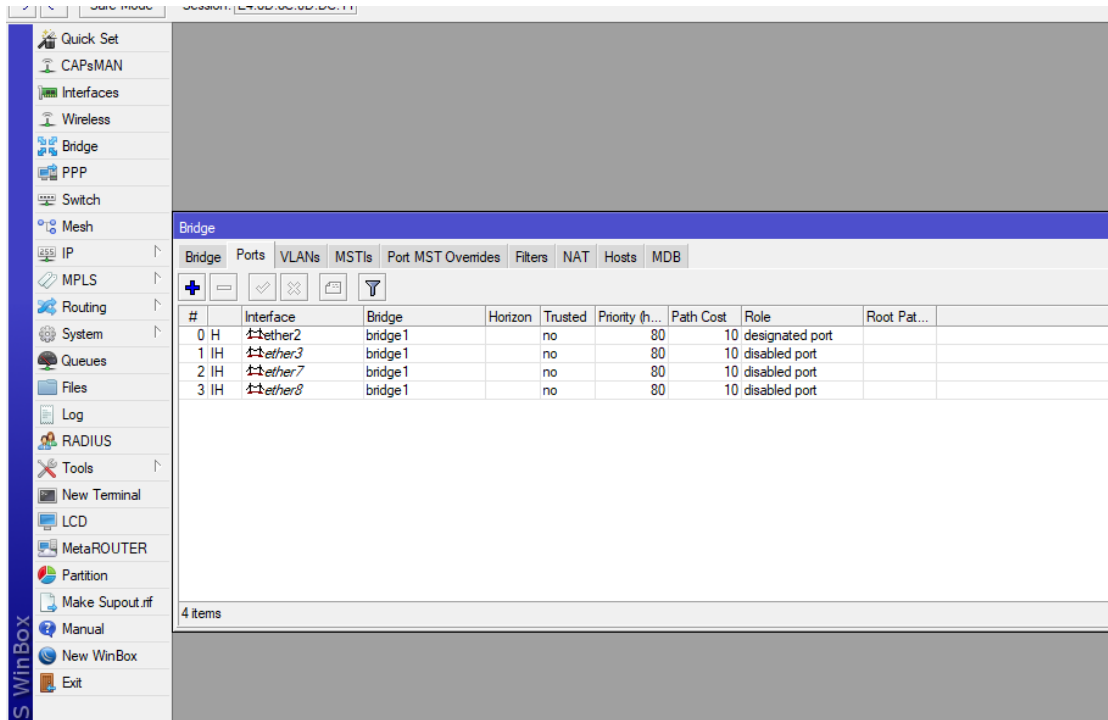 Safe Mode Session:
Quick Set
CAPsMAN
Interfaces
Wireless
Bridge
PPP
Switch
Mesh
IP
MPLS
Routing
System
Queues
Files
Log
RADIUS
Tools
New Terminal
LCD
MetaROUTER
Partition
Make Supout.rif
Manual
New WinBox
Exit
S WinBox
Bridge
Bridge Ports VLANs MSTIs Port MST Overrides Filters NAT Hosts MDB
# Interface Bridge Horizon Trusted Priority (h... Path Cost Role Root Pat...
0 H ether2 bridge1 no 80 10 designated port
1 IH ether3 bridge1 no 80 10 disabled port
2 IH ether7 bridge1 no 80 10 disabled port
3 IH ether8 bridge1 no 80 10 disabled port
4 items